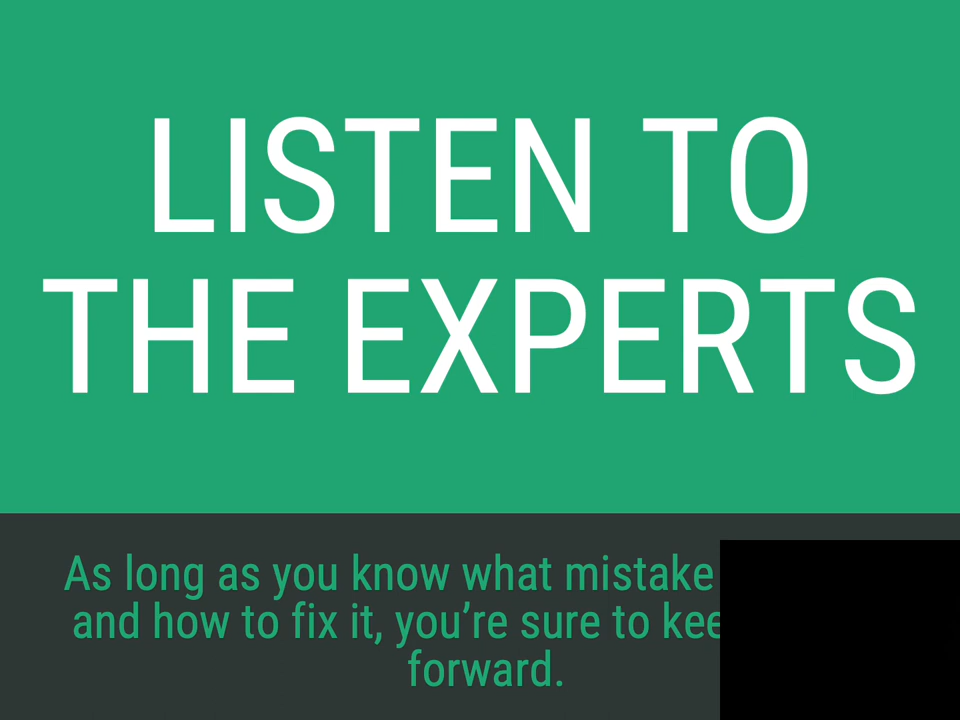 LISTEN TO
THE EXPERTS
As long as you know what mistake
and how to fix it, you’re sure to
forward.